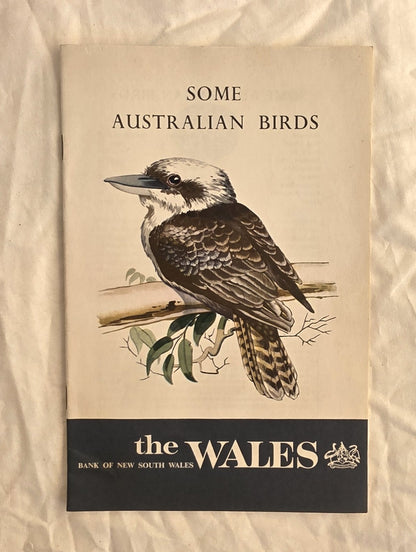 SOME
AUSTRALIAN BIRDS
the WALES
BANK OF NEW SOUTH WALES